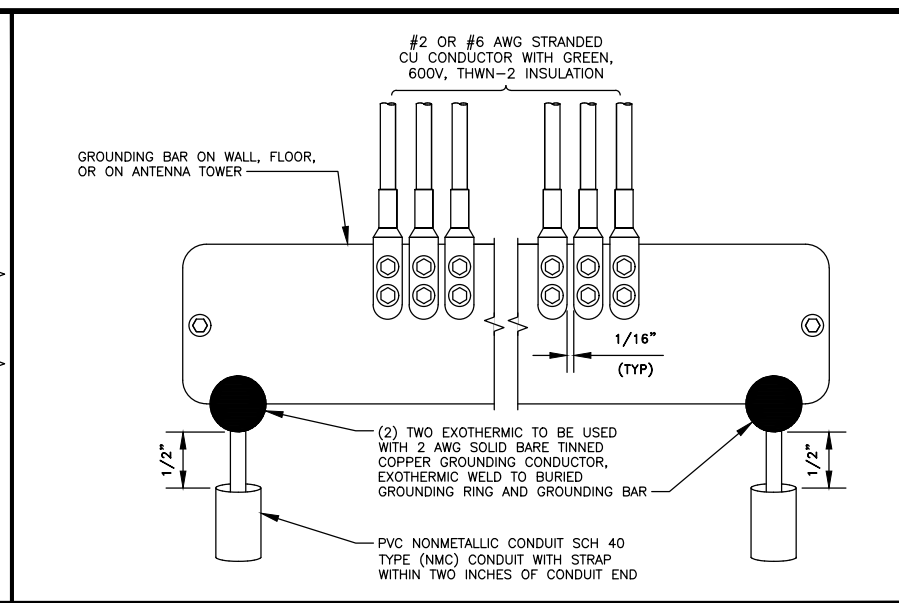 #2 OR #6 AWG STRANDED
CU CONDUCTOR WITH GREEN,
600V, THWN-2 INSULATION
GROUNDING BAR ON WALL, FLOOR,
OR ON ANTENNA TOWER
1/16"
(TYP)
(2) TWO EXOTHERMIC TO BE USED
WITH 2 AWG SOLID BARE TINNED
COPPER GROUNDING CONDUCTOR,
EXOTHERMIC WELD TO BURIED
GROUNDING RING AND GROUNDING BAR
1/2"
1/2"
PVC NONMETALLIC CONDUIT SCH 40
TYPE (NMC) CONDUIT WITH STRAP
WITHIN TWO INCHES OF CONDUIT END